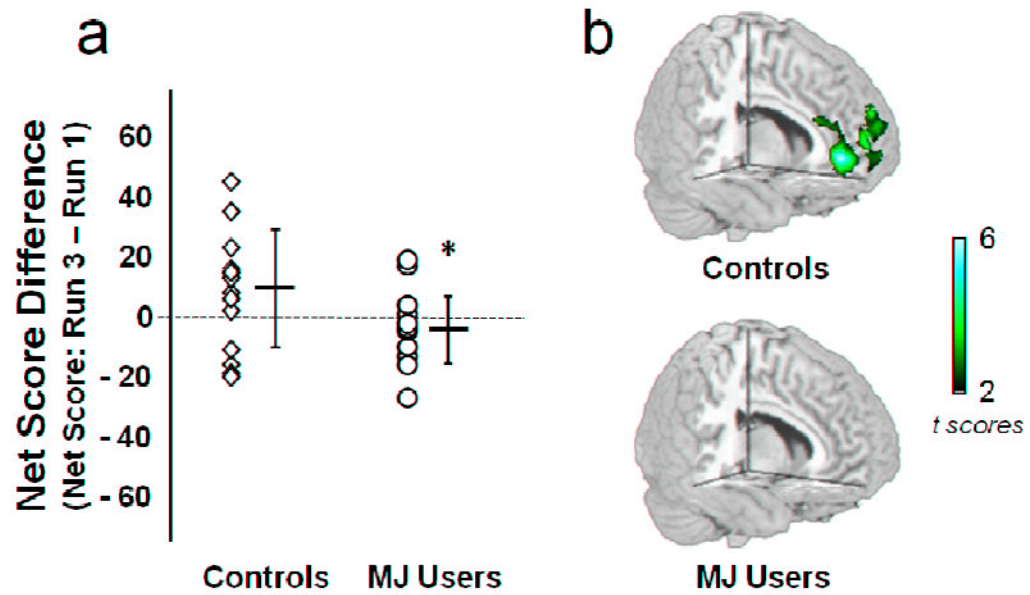 a
b
Net Score Difference
(Net Score: Run 3 – Run 1)
60
40
20
0
- 20
- 40
- 60
*
Controls
MJ Users
Controls
6
2
t scores
MJ Users